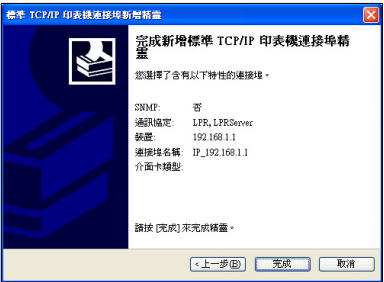 標準 TCP/IP 印表機連接埠新增精靈
完成新增標準 TCP/IP 印表機連接埠精
靈
您選擇了含有以下特性的連接埠。
SNMP: 否
通訊協定: LPR, LPRServer
裝置: 192.168.1.1
連接埠名稱: IP_192.168.1.1
介面卡類型:
請按 [完成] 來完成精靈。
<上一步(B) 完成 取消